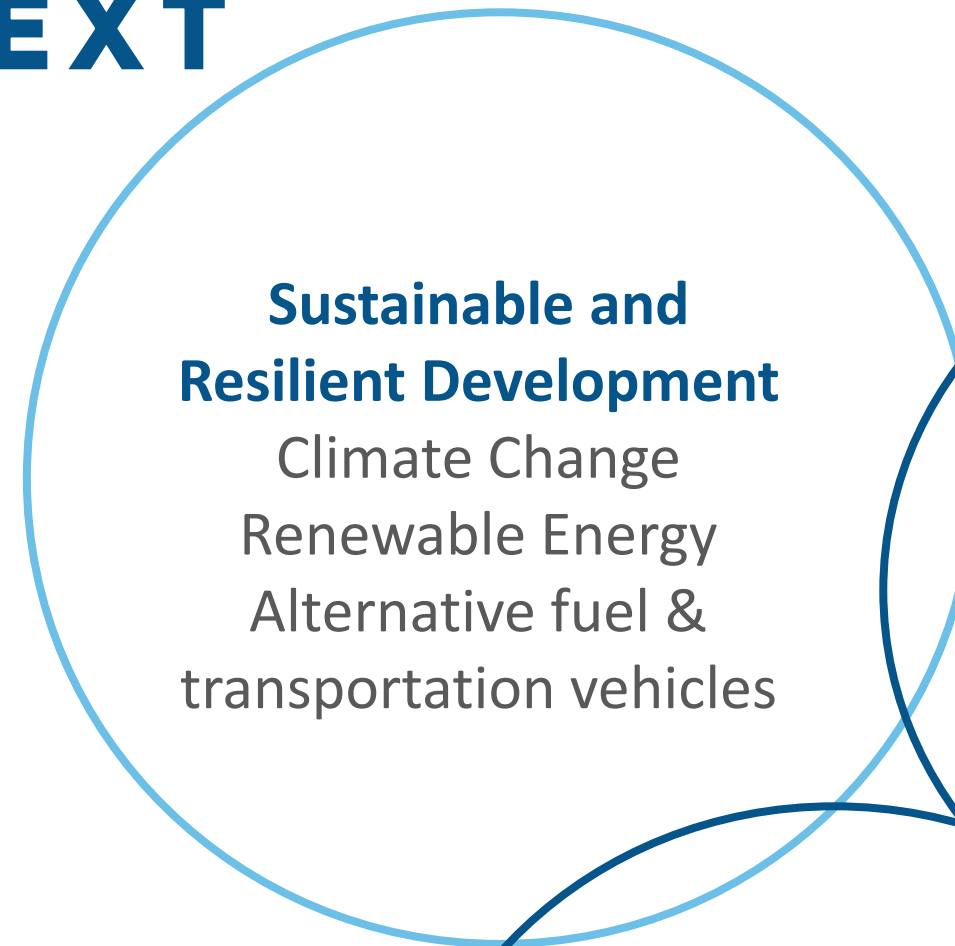 EXT
Sustainable and
Resilient Development
Climate Change
Renewable Energy
Alternative fuel &
transportation vehicles